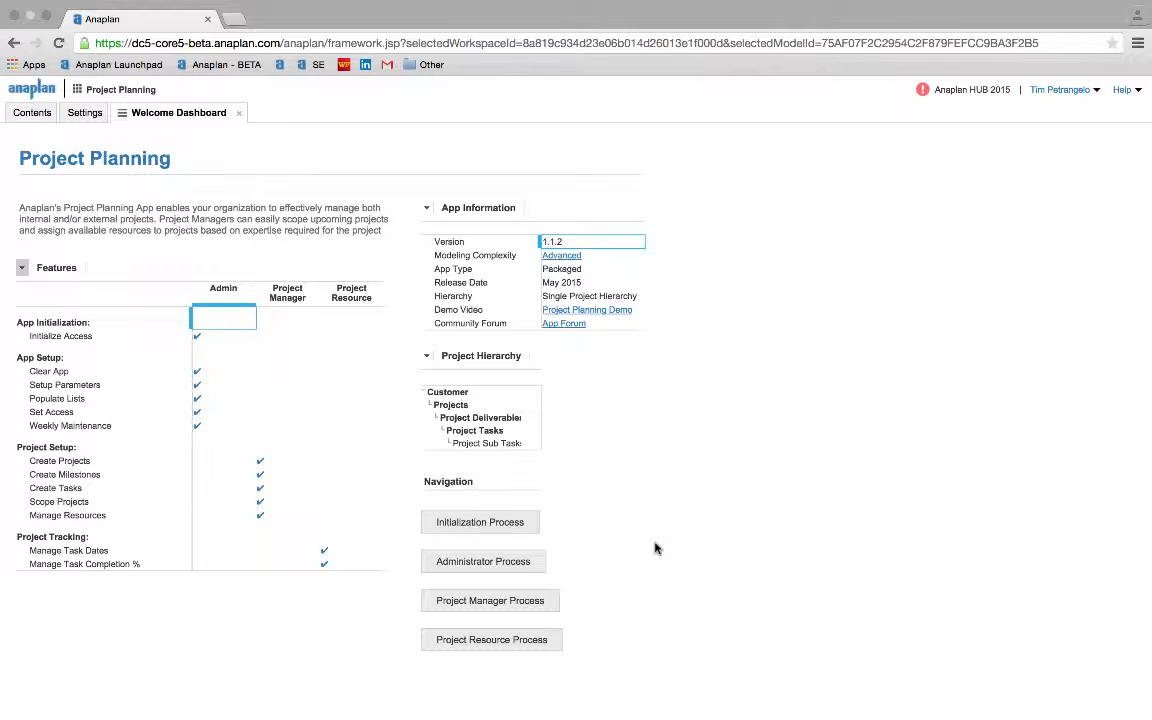 Anaplan
https://dc5-core5-beta.anaplan.com/anaplan/framework.jsp?selectedWorkspaceId=8a819c934d23e06b014d26013e1f000d&selectedModelId=75AF07F2C2954C2F879FEFCC9BA3F2B5
Apps Anaplan Launchpad Anaplan - BETA SE Other
anaplan Project Planning Anaplan HUB 2015 | Tim Petrangelo Help
Contents Settings Welcome Dashboard
Project Planning
Anaplan's Project Planning App enables your organization to effectively manage both
internal and/or external projects. Project Managers can easily scope upcoming projects
and assign available resources to projects based on expertise required for the project
Features
Admin Project Manager Project Resource
App Initialization:
Initialize Access ✔
App Setup:
Clear App ✔
Setup Parameters ✔
Populate Lists ✔
Set Access ✔
Weekly Maintenance ✔
Project Setup:
Create Projects ✔
Create Milestones ✔
Create Tasks ✔
Scope Projects ✔
Manage Resources ✔
Project Tracking:
Manage Task Dates ✔
Manage Task Completion % ✔
App Information
Version 1.1.2
Modeling Complexity Advanced
App Type Packaged
Release Date May 2015
Hierarchy Single Project Hierarchy
Demo Video Project Planning Demo
Community Forum App Forum
Project Hierarchy
Customer
Projects
Project Deliverable
Project Tasks
Project Sub Task
Navigation
Initialization Process
Administrator Process
Project Manager Process
Project Resource Process